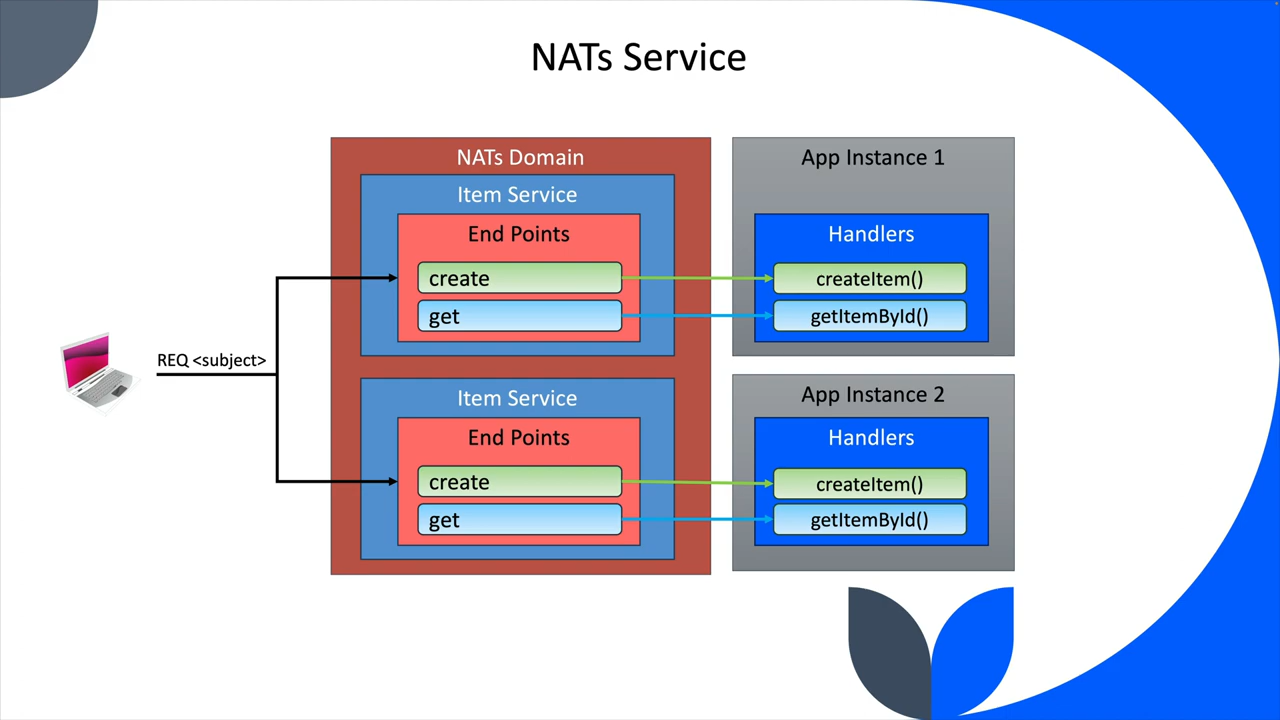 NATs Service
NATs Domain
Item Service
End Points
create
get
App Instance 1
Handlers
createItem()
getItemById()
REQ <subject>
Item Service
End Points
create
get
App Instance 2
Handlers
createItem()
getItemById()